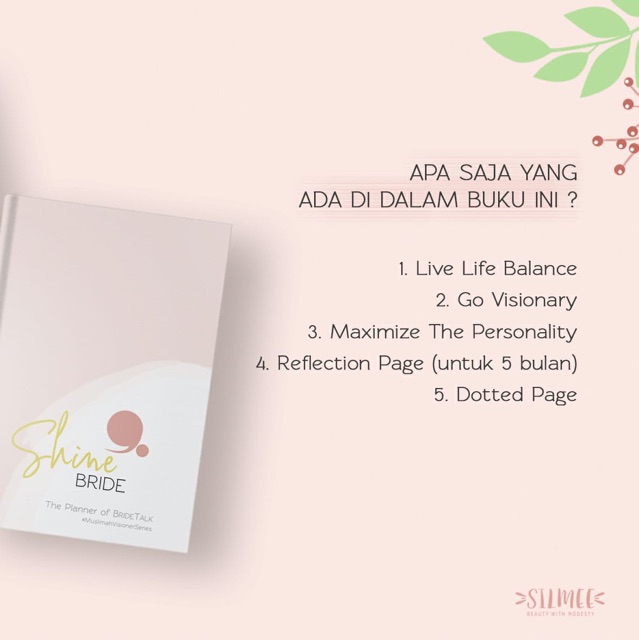 APA SAJA YANG
ADA DI DALAM BUKU INI ?
1. Live Life Balance
2. Go Visionary
3. Maximize The Personality
4. Reflection Page (untuk 5 bulan)
5. Dotted Page
Shine
BRIDE
The Planner of BRIDETALK
#MuslimahVisionerSeries
SILMEE
BEAUTY WITH MODESTY